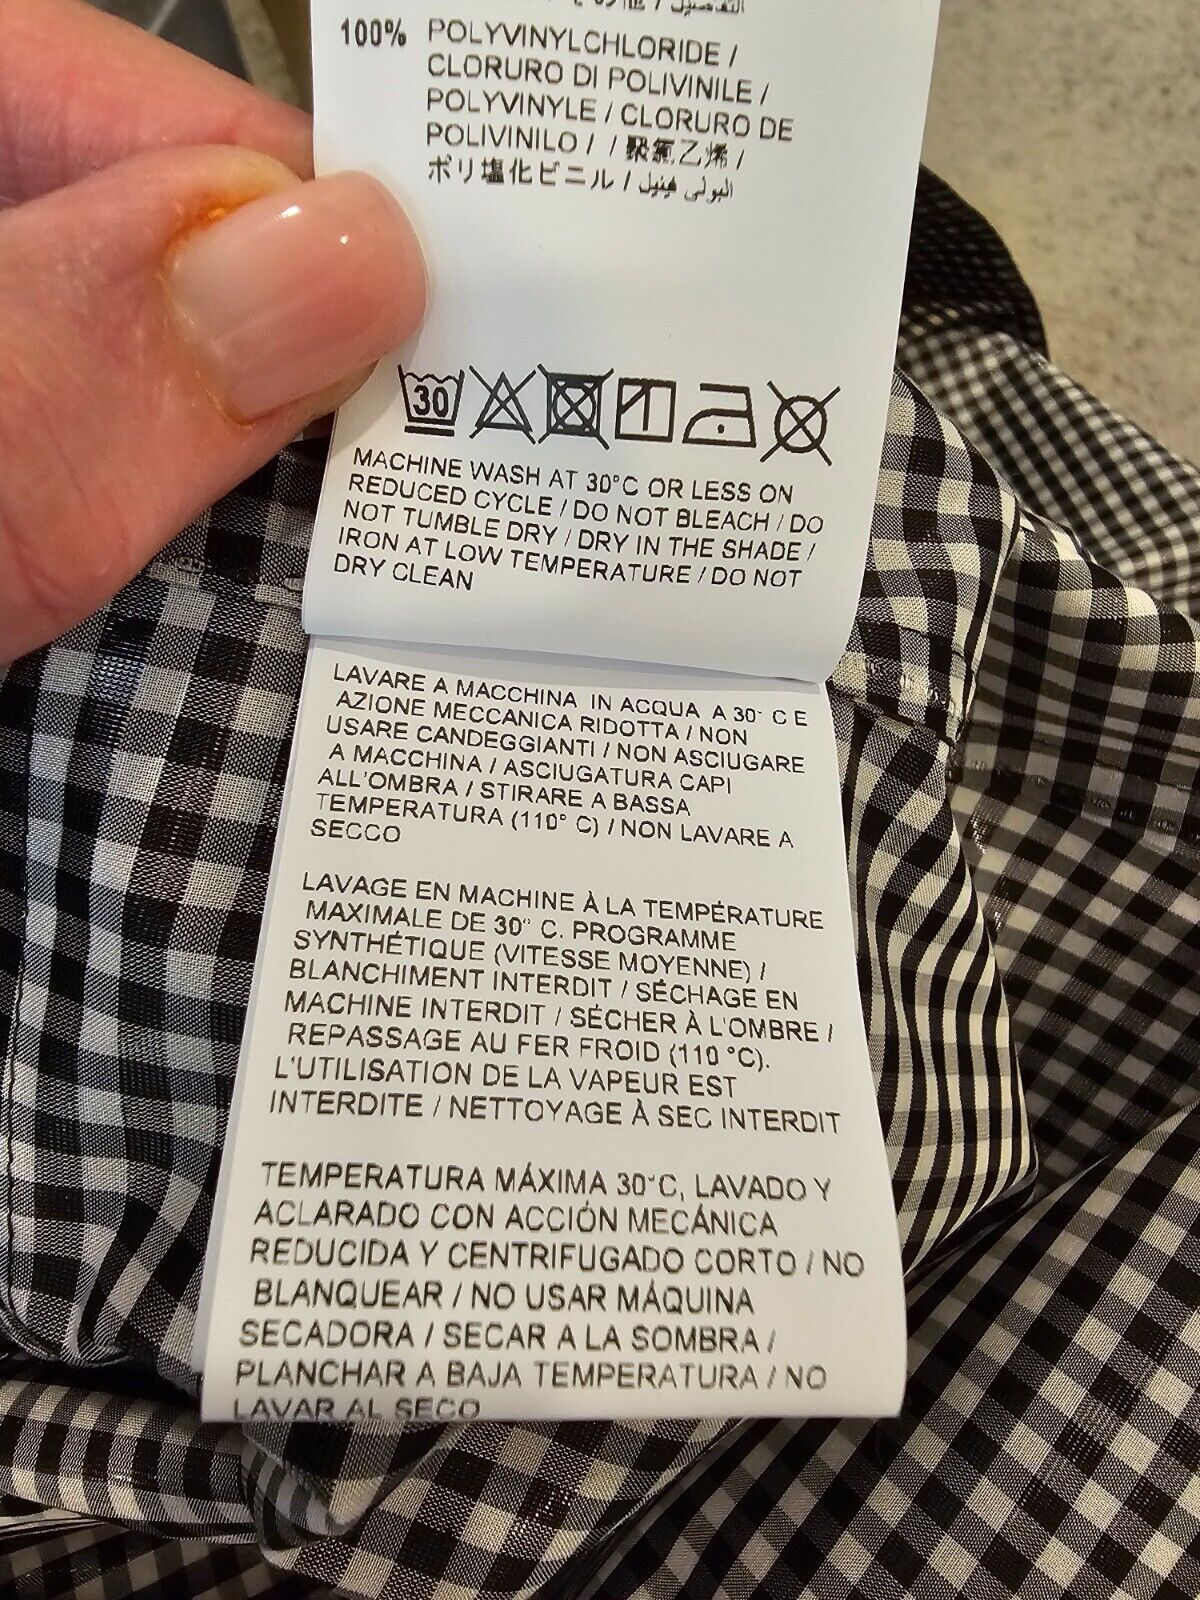 100% POLYVINYLCHLORIDE /
CLORURO DI POLIVINILE /
POLYVINYLE / CLORURO DE
POLIVINILO / / 聚氯乙烯 /
ポリ塩化ビニル / البولي فينيل
30
MACHINE WASH AT 30°C OR LESS ON
REDUCED CYCLE / DO NOT BLEACH / DO
NOT TUMBLE DRY / DRY IN THE SHADE /
IRON AT LOW TEMPERATURE / DO NOT
DRY CLEAN
LAVARE A MACCHINA IN ACQUA A 30° C E
AZIONE MECCANICA RIDOTTA / NON
USARE CANDEGGIANTI / NON ASCIUGARE
A MACCHINA / ASCIUGATURA CAPI
ALL'OMBRA / STIRARE A BASSA
TEMPERATURA (110° C) / NON LAVARE A
SECCO
LAVAGE EN MACHINE À LA TEMPÉRATURE
MAXIMALE DE 30° C. PROGRAMME
SYNTHÉTIQUE (VITESSE MOYENNE) /
BLANCHIMENT INTERDIT / SÉCHAGE EN
MACHINE INTERDIT / SÉCHER À L'OMBRE /
REPASSAGE AU FER FROID (110 °C).
L'UTILISATION DE LA VAPEUR EST
INTERDITE / NETTOYAGE À SEC INTERDIT
TEMPERATURA MÁXIMA 30°C, LAVADO Y
ACLARADO CON ACCIÓN MECÁNICA
REDUCIDA Y CENTRIFUGADO CORTO / NO
BLANQUEAR / NO USAR MÁQUINA
SECADORA / SECAR A LA SOMBRA /
PLANCHAR A BAJA TEMPERATURA / NO
LAVAR AL SECO